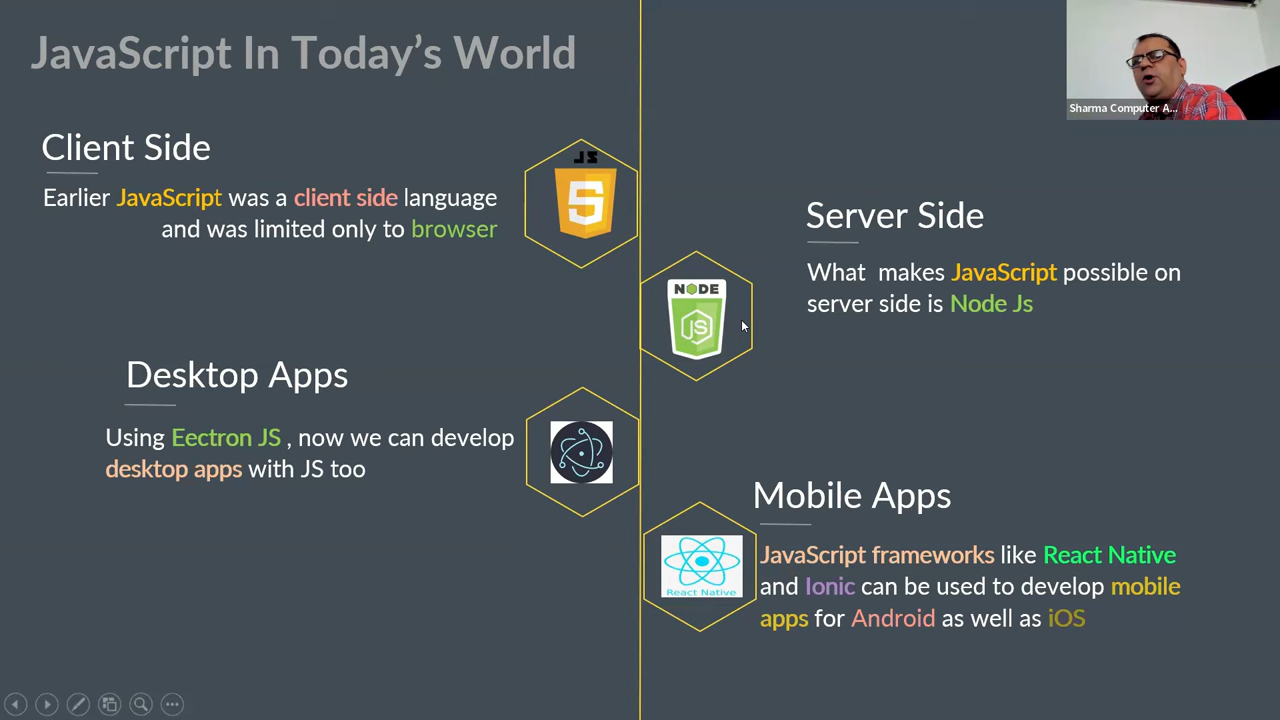 JavaScript In Today's World
Sharma Computer A...
Client Side
Earlier JavaScript was a client side language
and was limited only to browser
JS
5
Server Side
What makes JavaScript possible on
server side is Node Js
NODE
JS
Desktop Apps
Using Eectron JS , now we can develop
desktop apps with JS too
Mobile Apps
JavaScript frameworks like React Native
and Ionic can be used to develop mobile
apps for Android as well as iOS
React Native